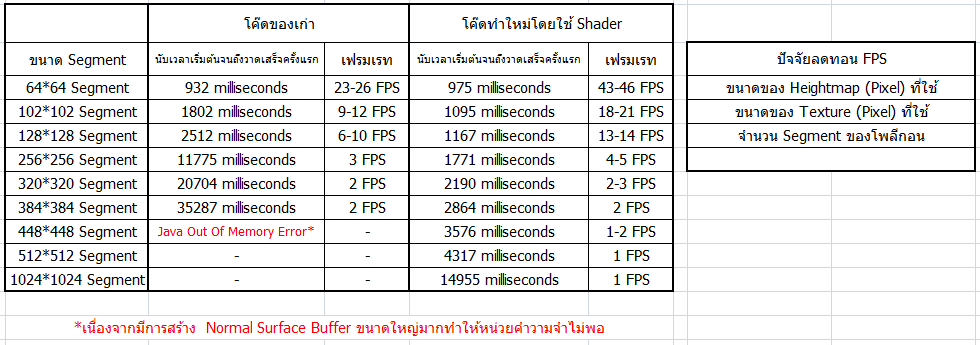 โค๊ดของเก่า โค๊ดทำใหม่โดยใช้ Shader
ขนาด Segment นับเวลาเริ่มต้นจนถึงวาดเสร็จครั้งแรก เฟรมเรท นับเวลาเริ่มต้นจนถึงวาดเสร็จครั้งแรก เฟรมเรท ปัจจัยลดทอน FPS
64*64 Segment 932 milliseconds 23-26 FPS 975 milliseconds 43-46 FPS ขนาดของ Heightmap (Pixel) ที่ใช้
102*102 Segment 1802 milliseconds 9-12 FPS 1095 milliseconds 18-21 FPS ขนาดของ Texture (Pixel) ที่ใช้
128*128 Segment 2512 milliseconds 6-10 FPS 1167 milliseconds 13-14 FPS จำนวน Segment ของโพลีกอน
256*256 Segment 11775 milliseconds 3 FPS 1771 milliseconds 4-5 FPS
320*320 Segment 20704 milliseconds 2 FPS 2190 milliseconds 2-3 FPS
384*384 Segment 35287 milliseconds 2 FPS 2864 milliseconds 2 FPS
448*448 Segment Java Out Of Memory Error* - 3576 milliseconds 1-2 FPS
512*512 Segment - - 4317 milliseconds 1 FPS
1024*1024 Segment - - 14955 milliseconds 1 FPS
*เนื่องจากมีการสร้าง Normal Surface Buffer ขนาดใหญ่มากทำให้หน่วยความจำไม่พอ